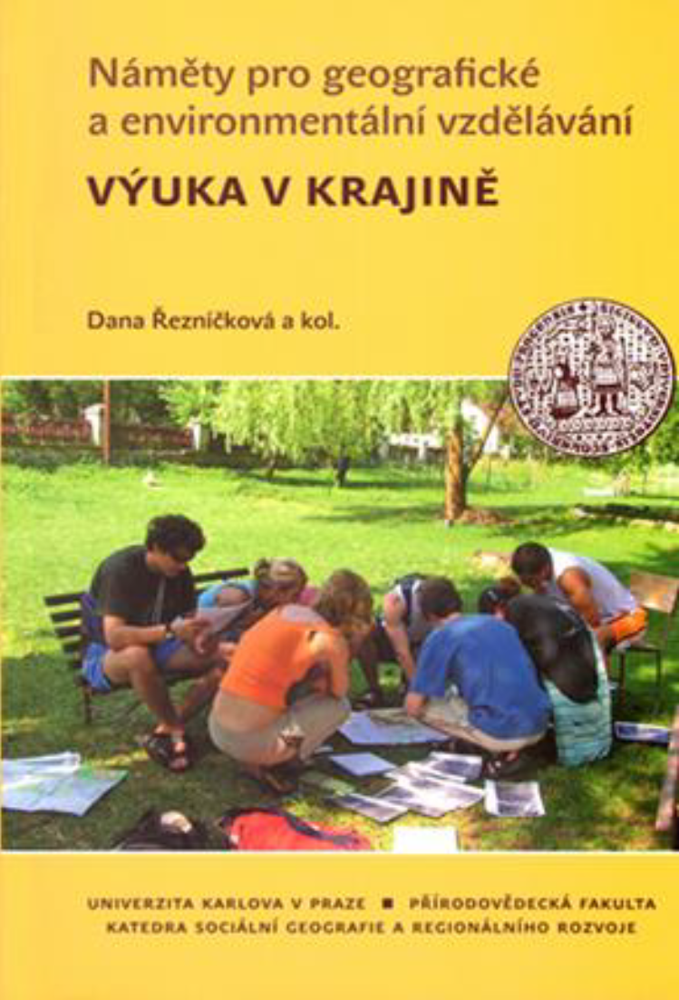 Náměty pro geografické
a environmentální vzdělávání
VÝUKA V KRAJINĚ
Dana Řezníčková a kol.
UNIVERZITA KARLOVA V PRAZE ■ PŘÍRODOVĚDECKÁ FAKULTA
KATEDRA SOCIÁLNÍ GEOGRAFIE A REGIONÁLNÍHO ROZVOJE